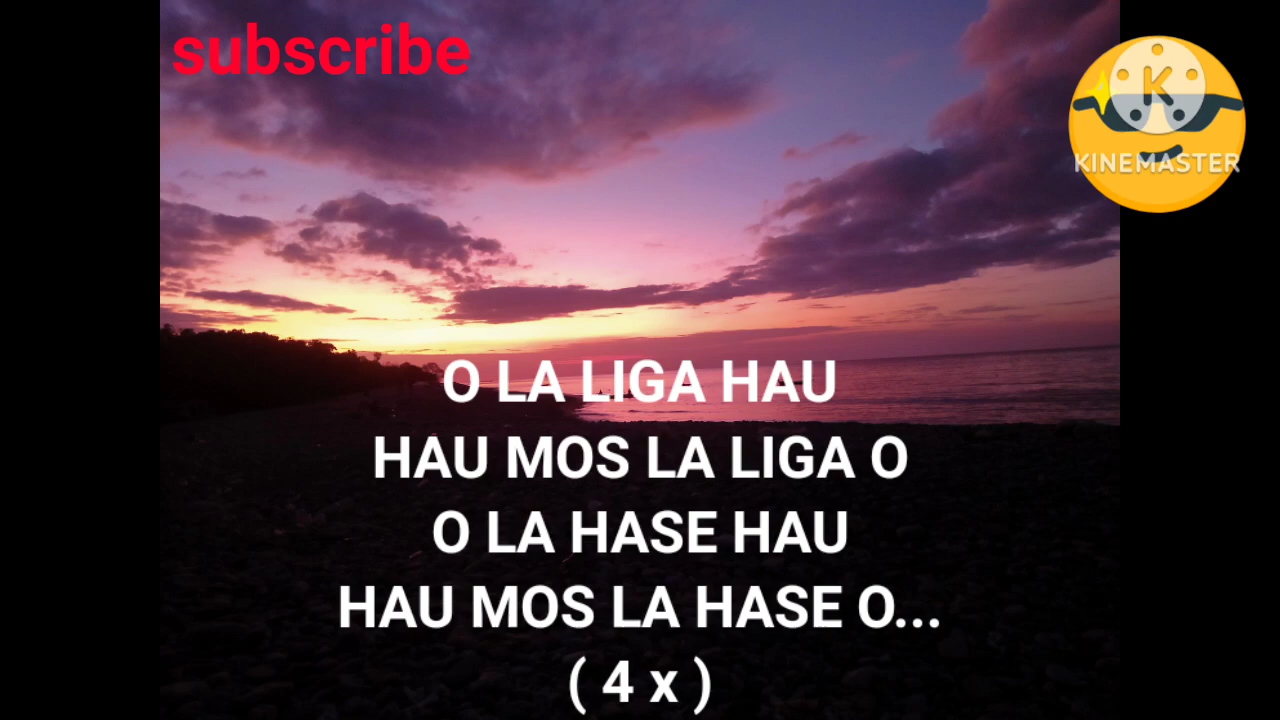 subscribe
K
KINEMASTER
O LA LIGA HAU
HAU MOS LA LIGA O
O LA HASE HAU
HAU MOS LA HASE O...
( 4 x )